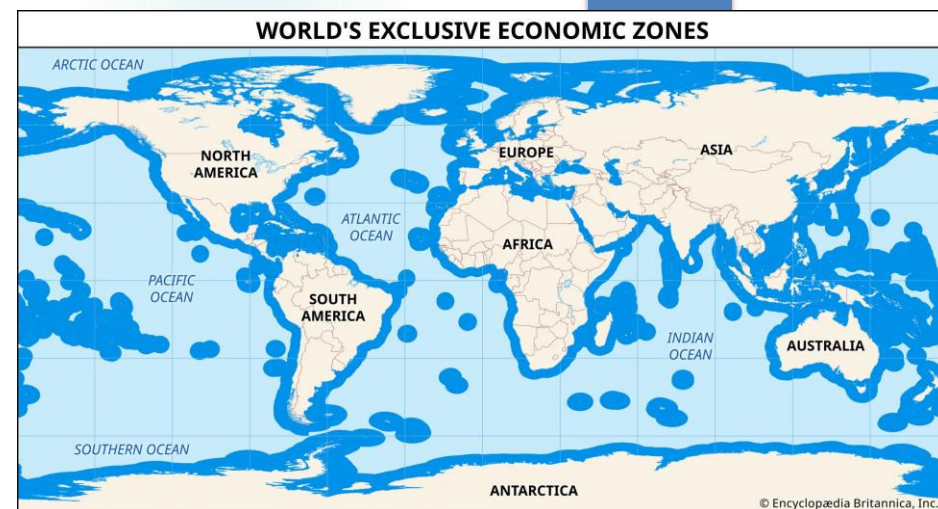 WORLD'S EXCLUSIVE ECONOMIC ZONES
ARCTIC OCEAN
NORTH
AMERICA
EUROPE
ASIA
ATLANTIC
OCEAN
AFRICA
PACIFIC
OCEAN
SOUTH
AMERICA
INDIAN
OCEAN
AUSTRALIA
SOUTHERN OCEAN
ANTARCTICA
© Encyclopædia Britannica, Inc.